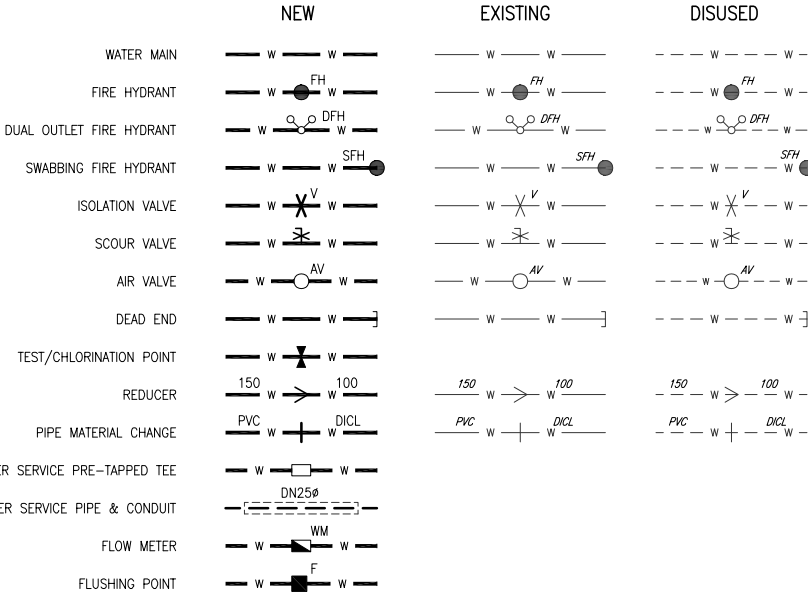 NEW EXISTING DISUSED
WATER MAIN W W W W W W
FIRE HYDRANT W FH W W FH W W FH W
DUAL OUTLET FIRE HYDRANT W DFH W W DFH W W DFH W
SWABBING FIRE HYDRANT W W SFH W W SFH W W SFH
ISOLATION VALVE W V W W V W W V W
SCOUR VALVE W W W W W W
AIR VALVE W AV W W AV W W AV W
DEAD END W W W W W W
TEST/CHLORINATION POINT W W
REDUCER 150 W W 100 150 W W 100 150 W W 100
PIPE MATERIAL CHANGE PVC W W DICL PVC W W DICL PVC W W DICL
SERVICE PRE-TAPPED TEE W W
SERVICE PIPE & CONDUIT DN25ø
FLOW METER W WM W
FLUSHING POINT W F W